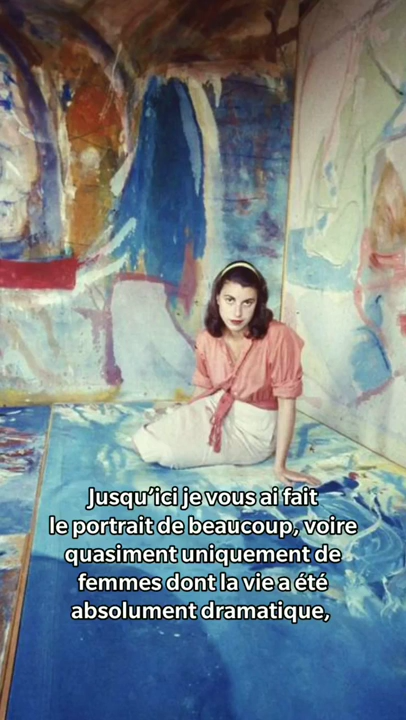 Jusqu'ici je vous ai fait
le portrait de beaucoup, voire
quasiment uniquement de
femmes dont la vie a été
absolument dramatique,